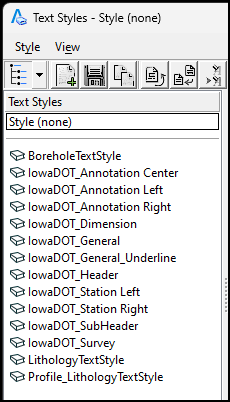 Text Styles - Style (none)
Style View
Text Styles
Style (none)
BoreholeTextStyle
IowaDOT_Annotation Center
IowaDOT_Annotation Left
IowaDOT_Annotation Right
IowaDOT_Dimension
IowaDOT_General
IowaDOT_General_Underline
IowaDOT_Header
IowaDOT_Station Left
IowaDOT_Station Right
IowaDOT_SubHeader
IowaDOT_Survey
LithologyTextStyle
Profile_LithologyTextStyle